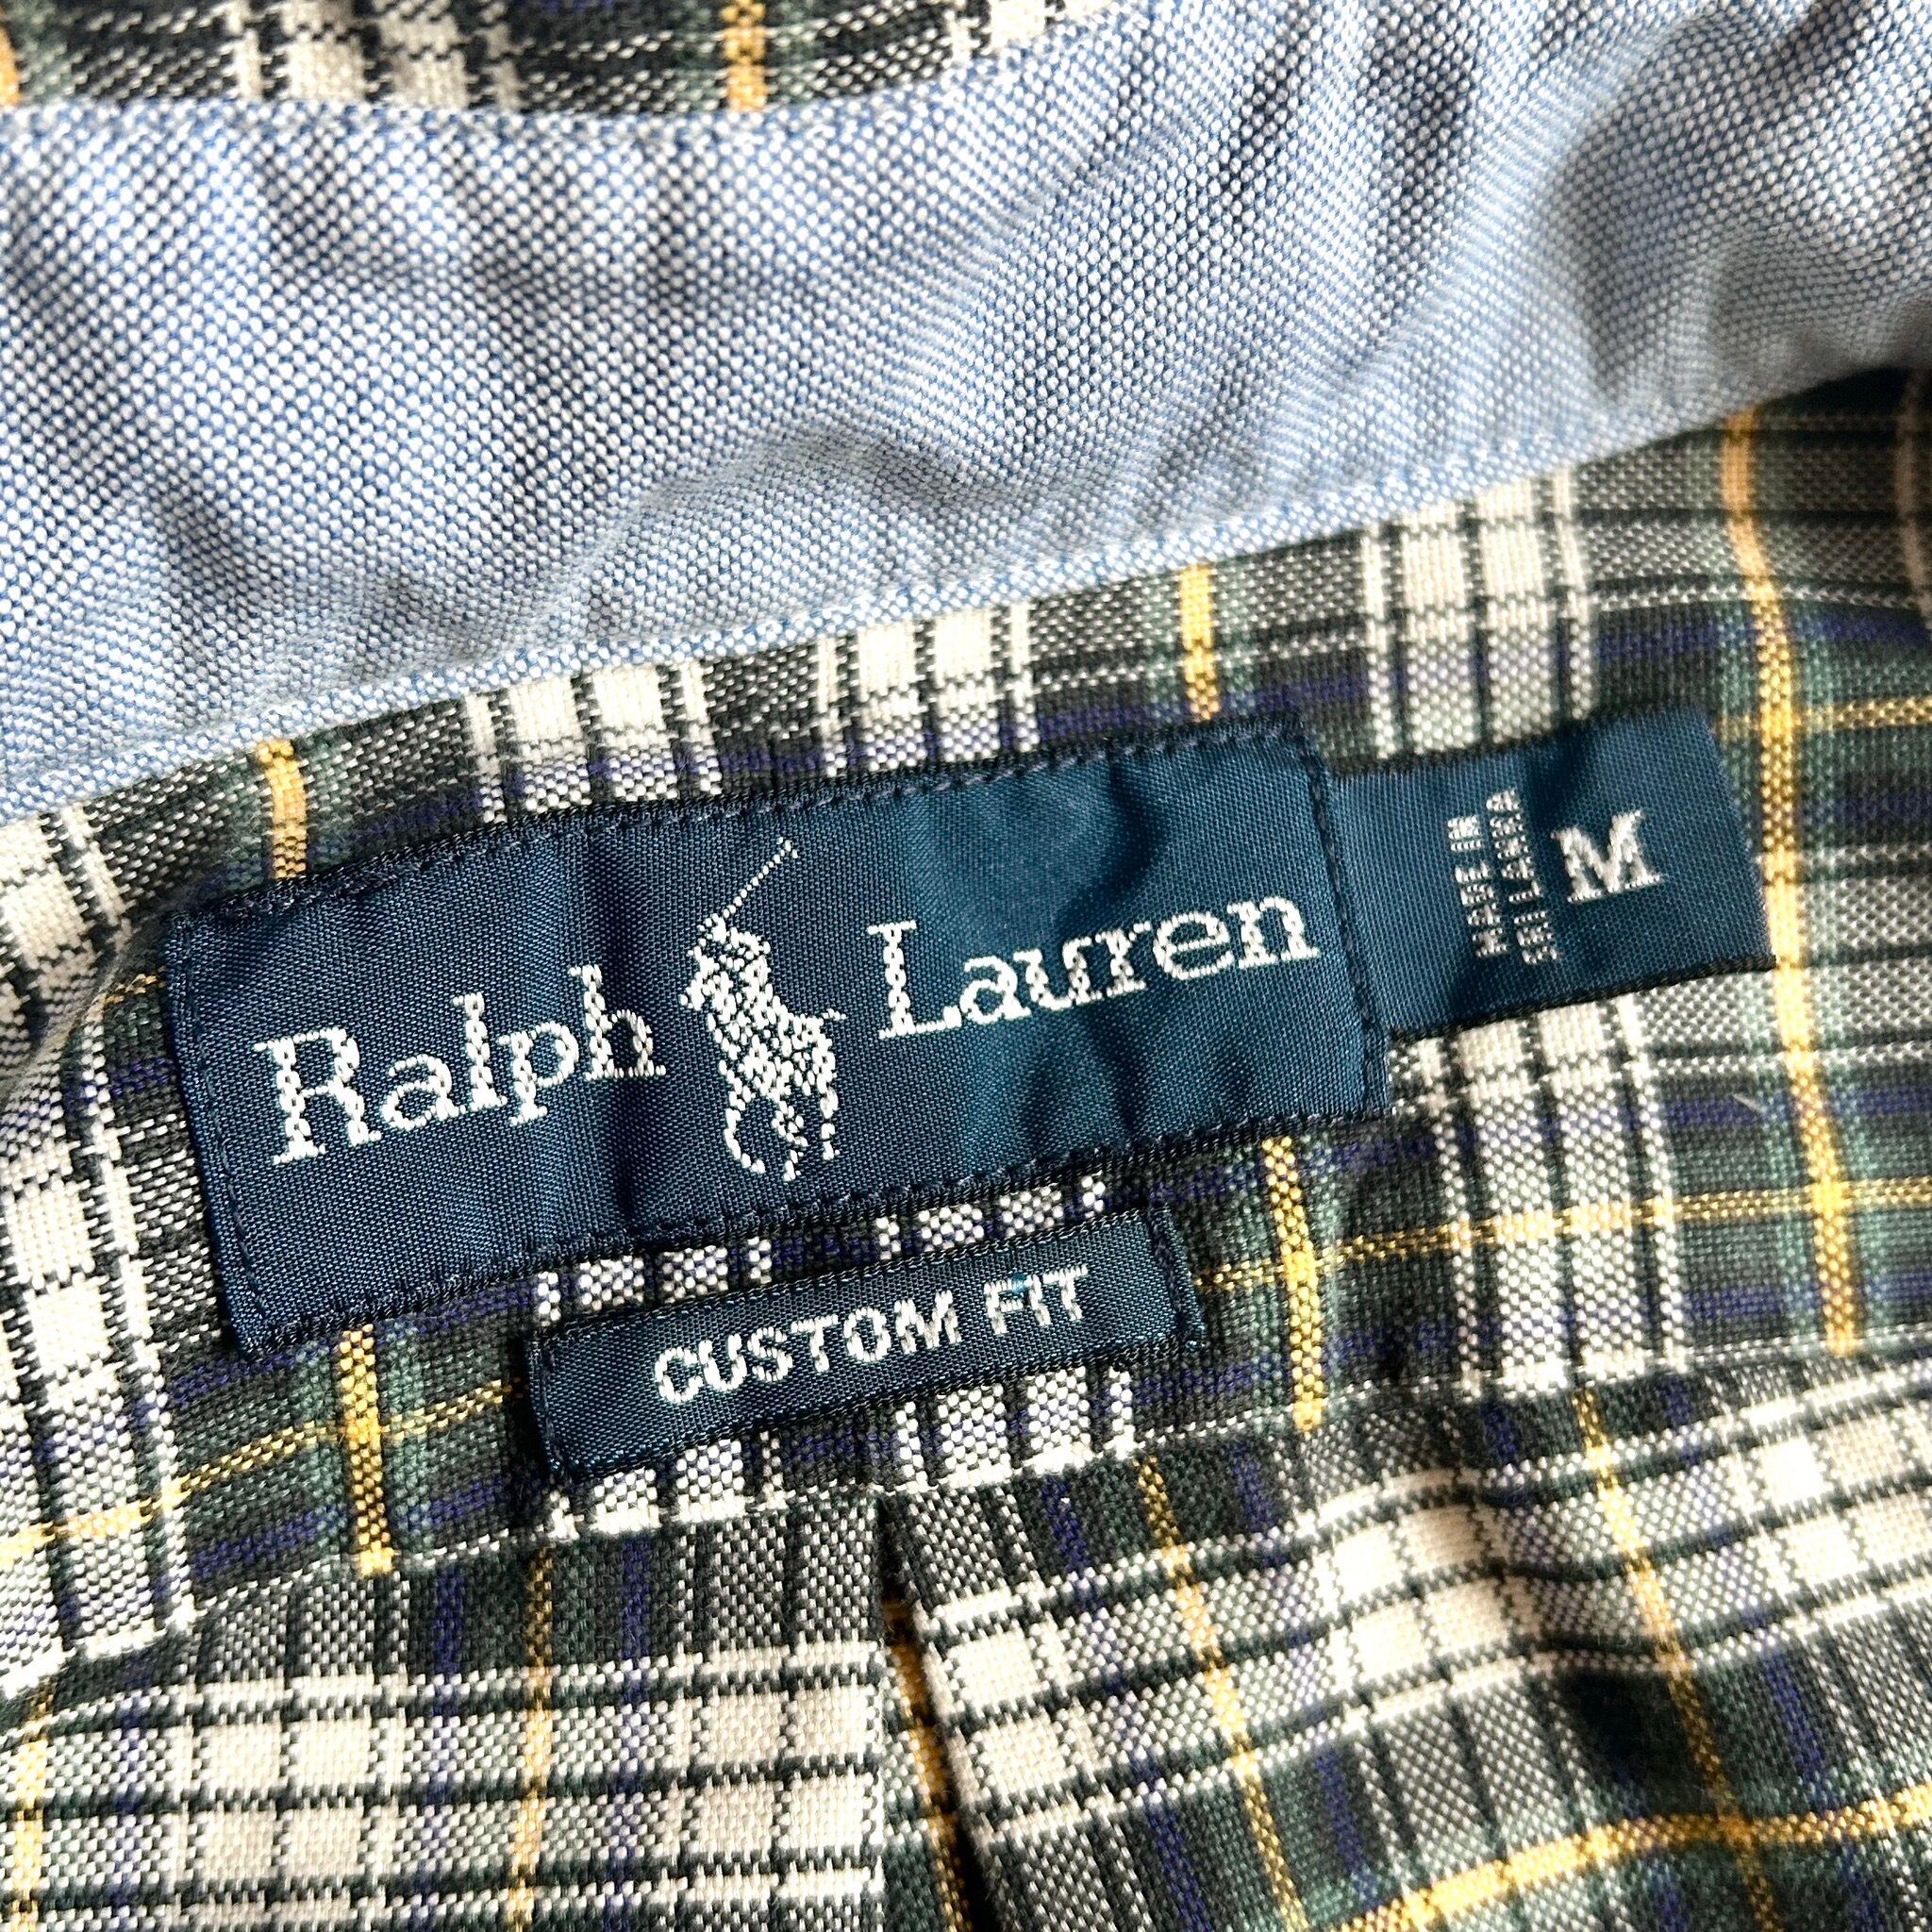 Ralph Lauren
MADE IN
SRI LANKA
M
CUSTOM FIT